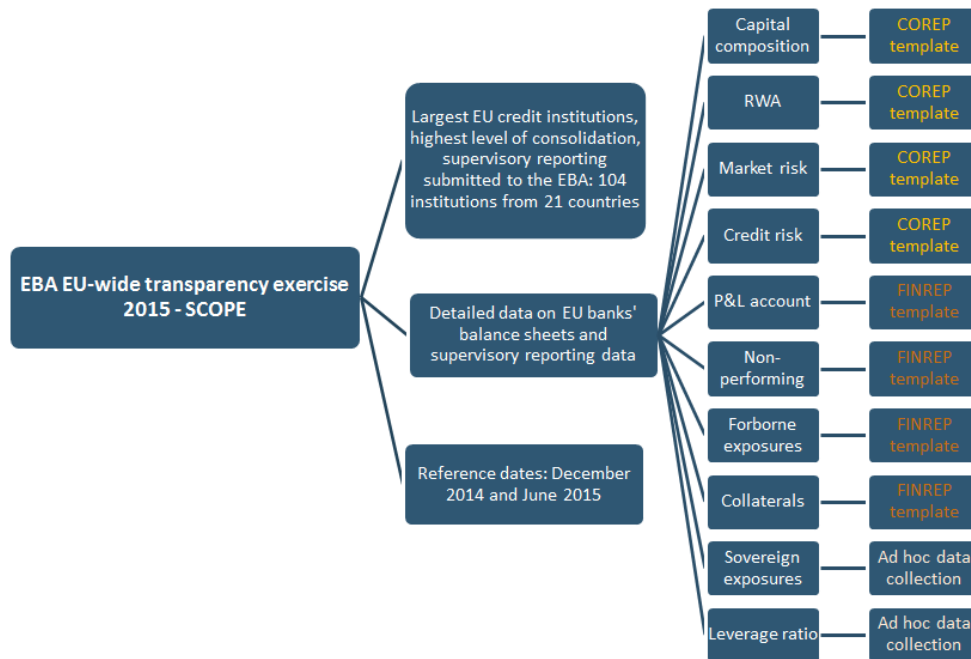 EBA EU-wide transparency exercise
2015 - SCOPE
Largest EU credit institutions,
highest level of consolidation,
supervisory reporting
submitted to the EBA: 104
institutions from 21 countries
Detailed data on EU banks'
balance sheets and
supervisory reporting data
Reference dates: December
2014 and June 2015
Capital
composition
COREP
template
RWA
COREP
template
Market risk
COREP
template
Credit risk
COREP
template
P&L account
FINREP
template
Non-
performing
FINREP
template
Forborne
exposures
FINREP
template
Collaterals
FINREP
template
Sovereign
exposures
Ad hoc data
collection
Leverage ratio
Ad hoc data
collection